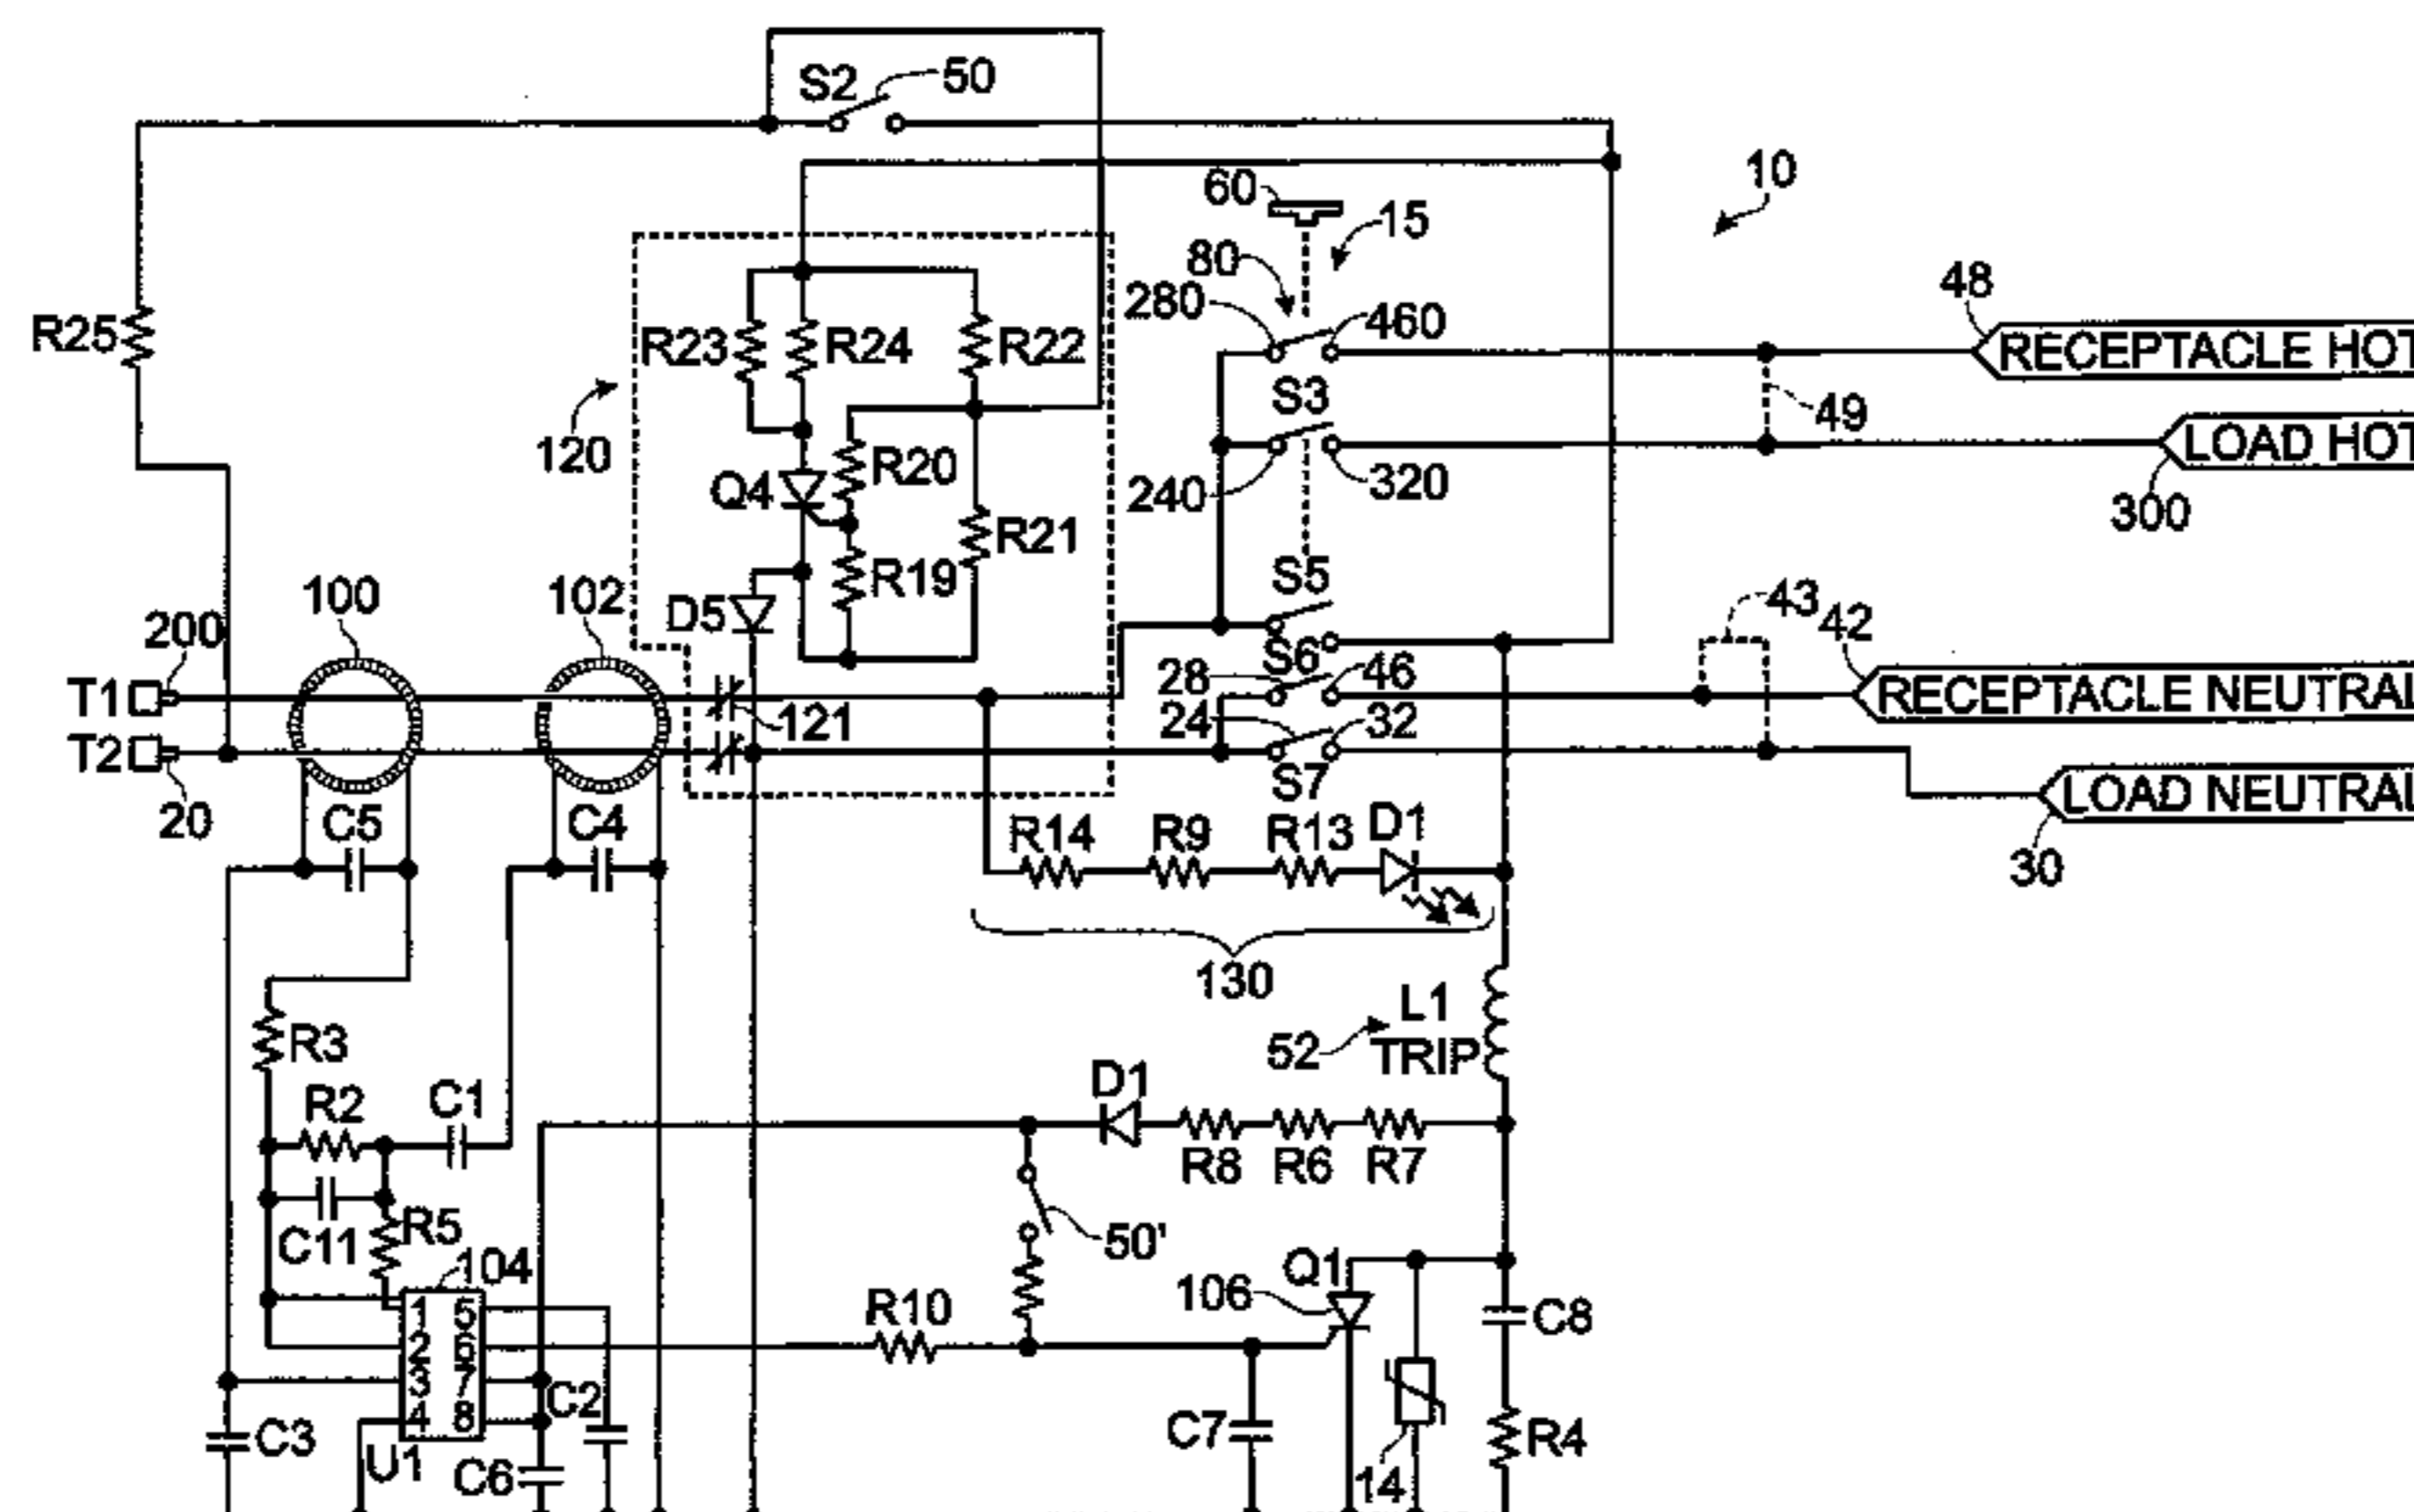 S2 50
60
15
10
80
280
460
48
RECEPTACLE HOT
R25
R23 R24 R22
S3
49
120
LOAD HOT
Q4 R20
240 320
300
R21
R19
S5
100 102
D5
43 42
200
S6
28 46
RECEPTACLE NEUTRAL
T1
121
24 32
T2
S7
LOAD NEUTRAL
20
C5 C4
R14 R9 R13 D1
30
130
L1
TRIP
52
R3
D1
R2 C1
R8 R6 R7
C11 R5
50'
104
Q1
106
R10
C8
1 5
2 6
3 7
4 8
C2
C3
U1
C6
C7
14
R4